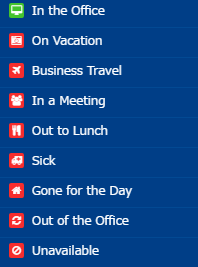 In the Office
On Vacation
Business Travel
In a Meeting
Out to Lunch
Sick
Gone for the Day
Out of the Office
Unavailable